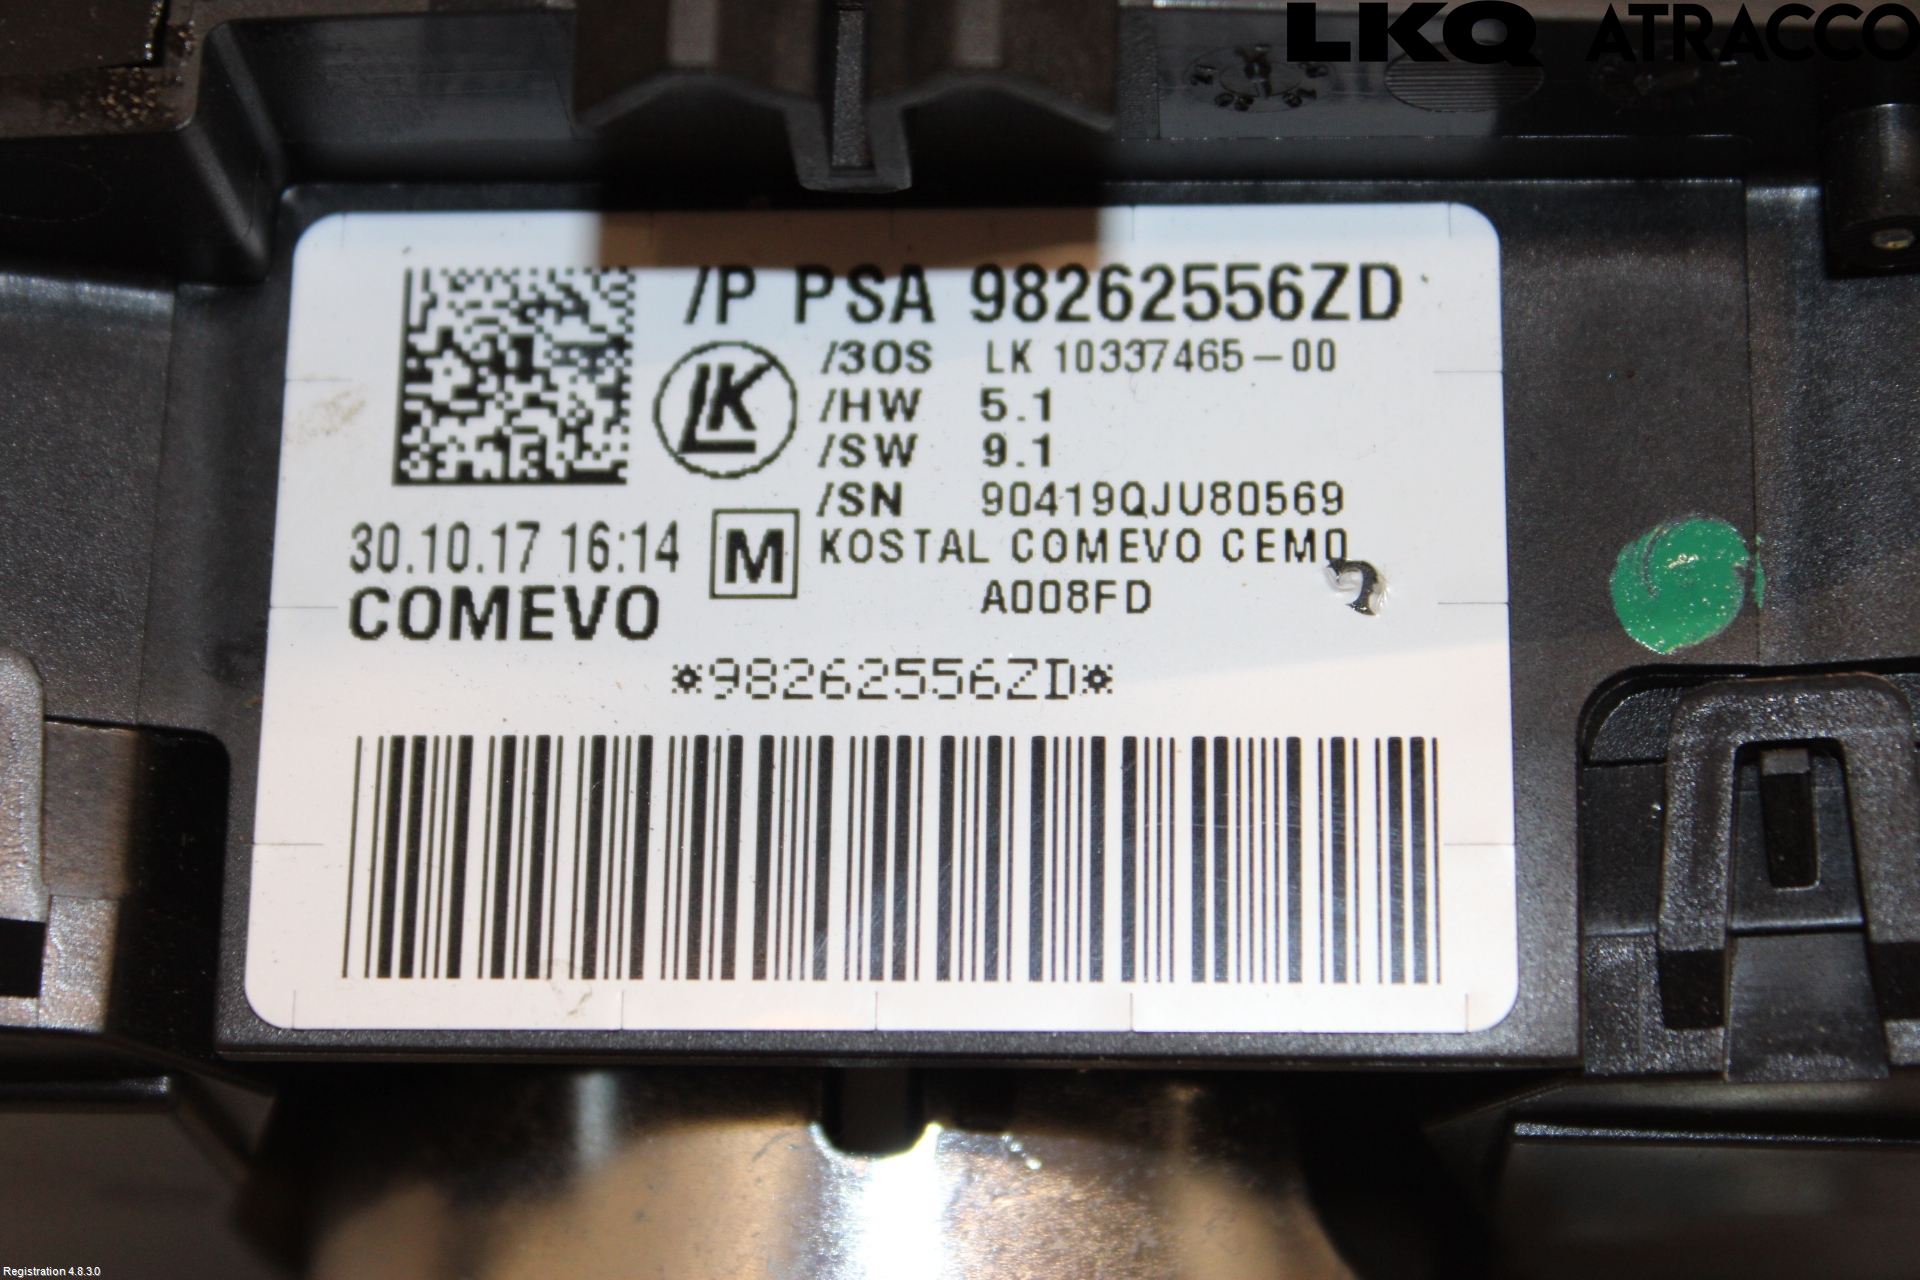 LKQ ATRACCO
/P PSA 98262556ZD
LK
/3OS LK 10337465-00
/HW 5.1
/SW 9.1
/SN 90419QJU80569
30.10.17 16:14 M KOSTAL COMEVO CEM0
COMEVO A008FD
*98262556ZD*
Registration 4.8.3.0